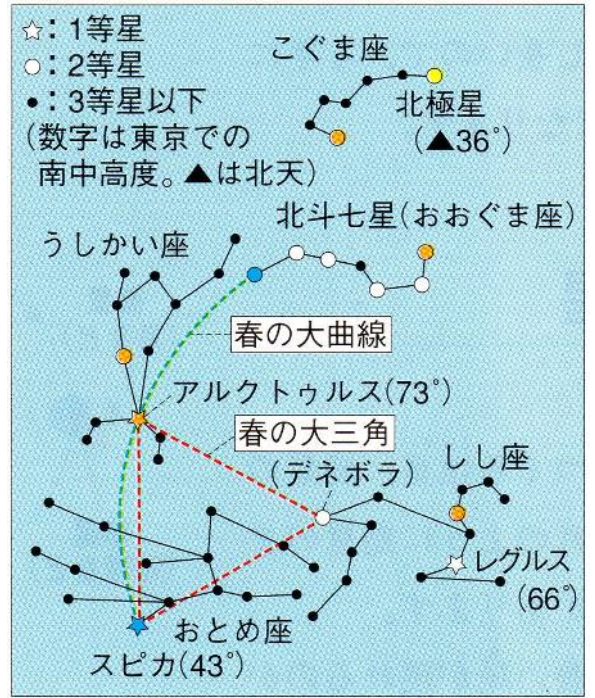 ☆：1等星
○：2等星
●：3等星以下
(数字は東京での
南中高度。▲は北天)
こぐま座
北極星
(▲36°)
北斗七星(おおぐま座)
うしかい座
春の大曲線
アルクトゥルス(73°)
春の大三角
(デネボラ)
しし座
レグルス
(66°)
おとめ座
スピカ(43°)